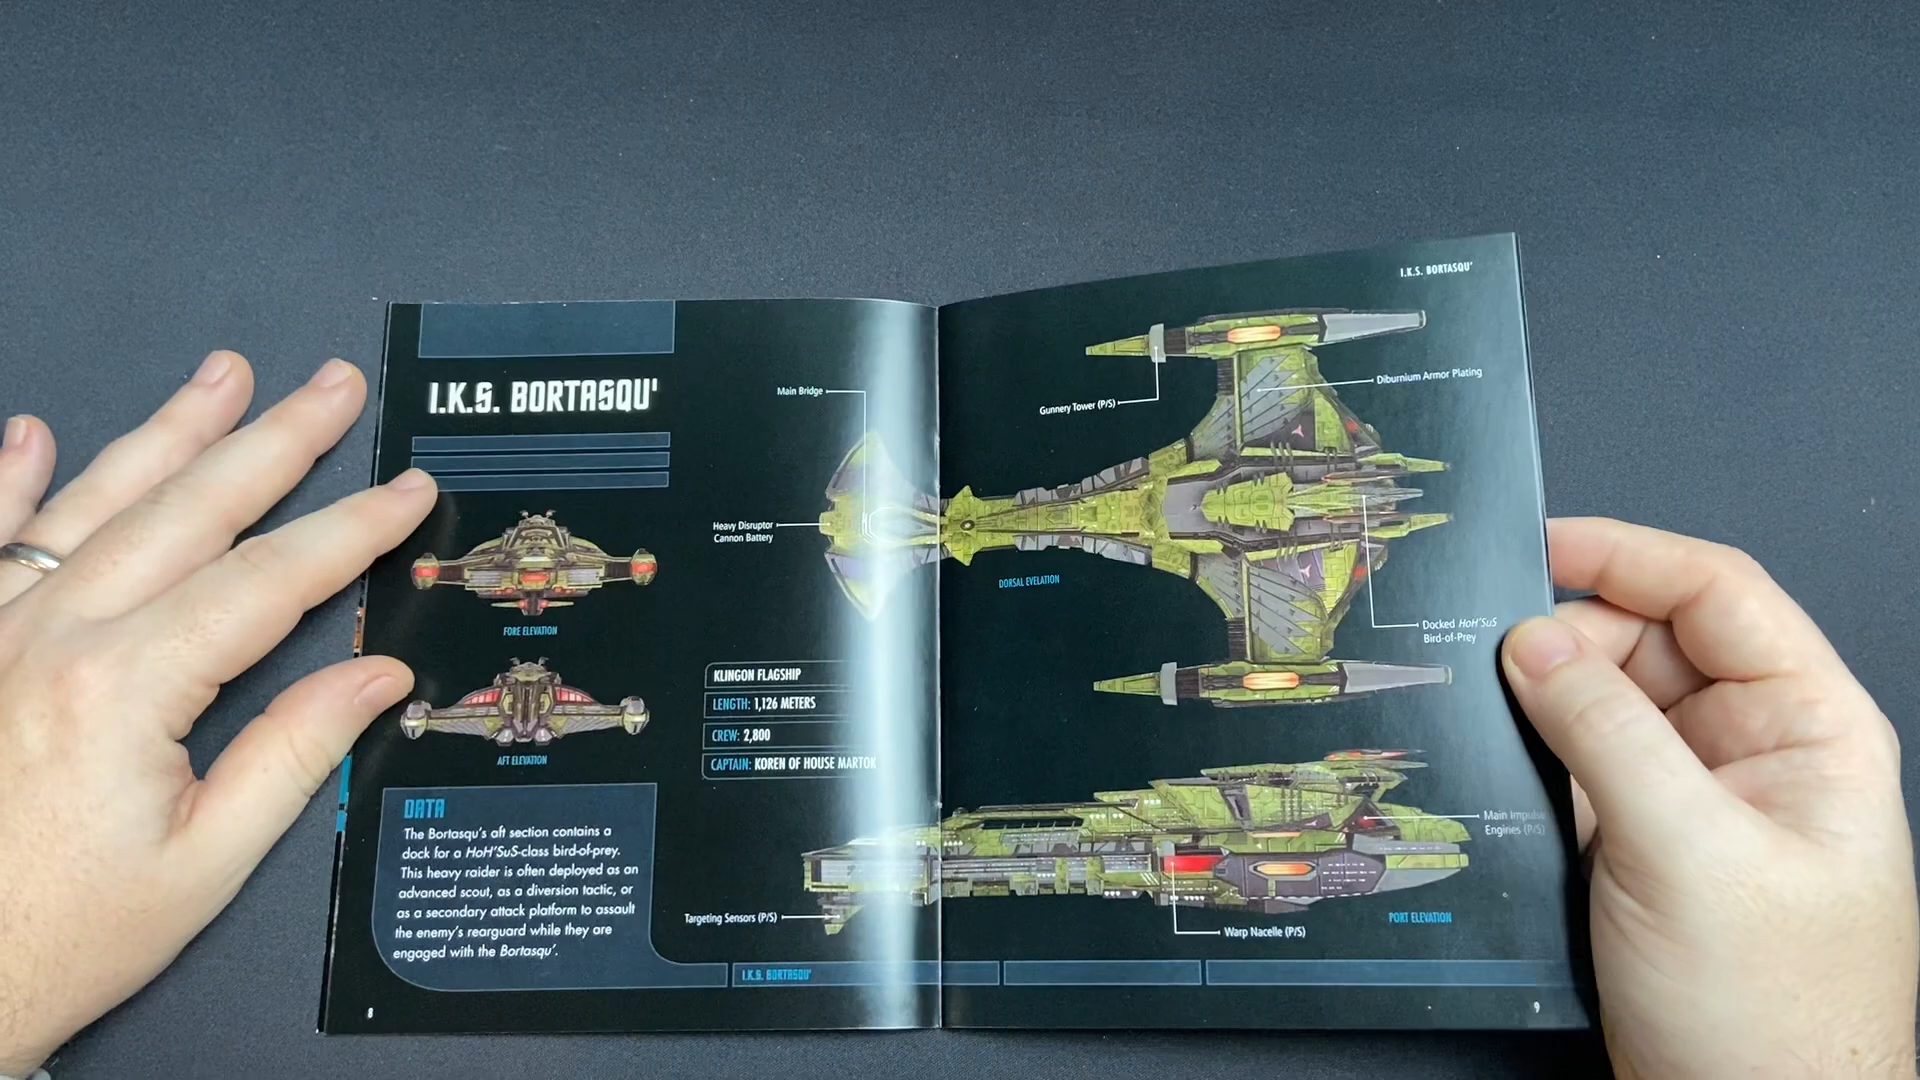 I.K.S. BORTASQU'
FORE ELEVATION
AFT ELEVATION
DATA
The Bortasqu's aft section contains a
dock for a HoH'SuS-class bird-of-prey.
This heavy raider is often deployed as an
advanced scout, as a diversion tactic, or
as a secondary attack platform to assault
the enemy's rearguard while they are
engaged with the Bortasqu'.
8
Main Bridge
Heavy Disruptor
Cannon Battery
KLINGON FLAGSHIP
LENGTH: 1,126 METERS
CREW: 2,800
CAPTAIN: KOREN OF HOUSE MARTOK
Targeting Sensors (P/S)
I.K.S. BORTASQU'
I.K.S. BORTASQU'
Gunnery Tower (P/S)
Diburnium Armor Plating
DORSAL EVELATION
Docked HoH'SuS
Bird-of-Prey
Main Impulse
Engines (P/S)
PORT ELEVATION
Warp Nacelle (P/S)
9